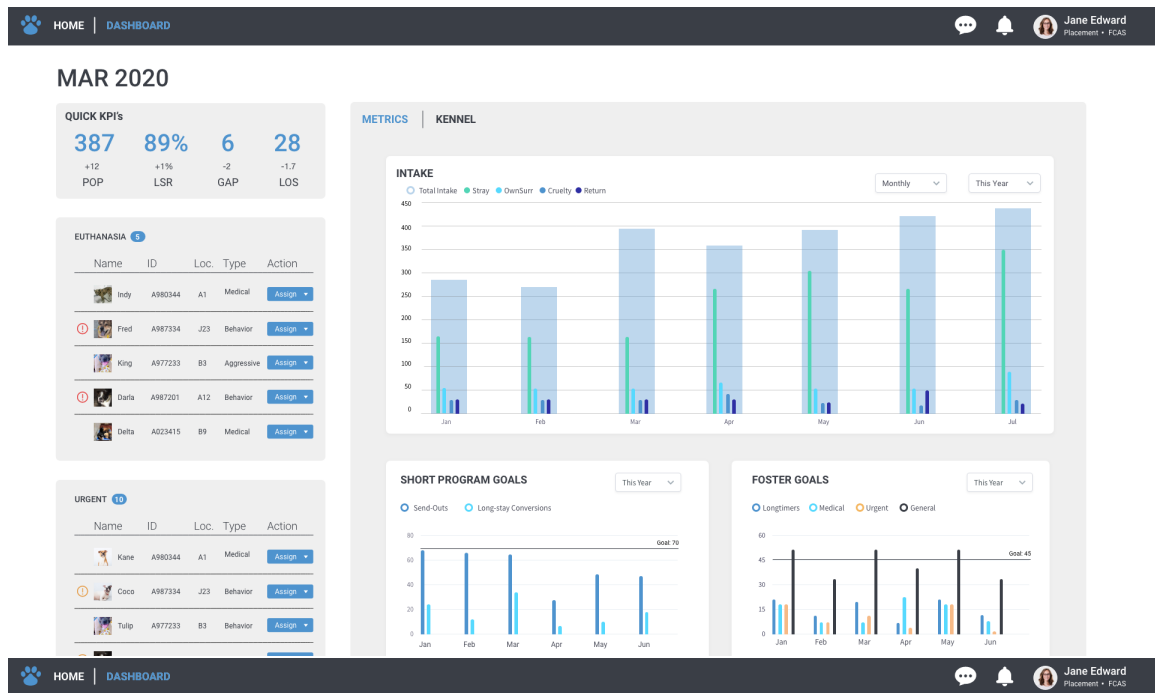 HOME | DASHBOARD
Jane Edward
Placement • FCAS
MAR 2020
QUICK KPI's
387 89% 6 28
+12 +1% -2 -1.7
POP LSR GAP LOS
EUTHANASIA 5
Name ID Loc. Type Action
Indy A980344 A1 Medical Assign
Fred A987334 J23 Behavior Assign
King A977233 B3 Aggressive Assign
Darla A987201 A12 Behavior Assign
Delta A023415 B9 Medical Assign
URGENT 10
Name ID Loc. Type Action
Kane A980344 A1 Medical Assign
Coco A987334 J23 Behavior Assign
Tulip A977233 B3 Behavior Assign
METRICS | KENNEL
INTAKE
Total Intake Stray OwnSurr Cruelty Return
Monthly This Year
450
400
350
300
250
200
150
100
50
0
Jan Feb Mar Apr May Jun Jul
SHORT PROGRAM GOALS
This Year
Send-Outs Long-stay Conversions
80
Goal: 70
60
40
20
0
Jan Feb Mar Apr May Jun
FOSTER GOALS
This Year
Longtimers Medical Urgent General
60
Goal: 45
45
30
15
0
Jan Feb Mar Apr May Jun
HOME | DASHBOARD
Jane Edward
Placement • FCAS